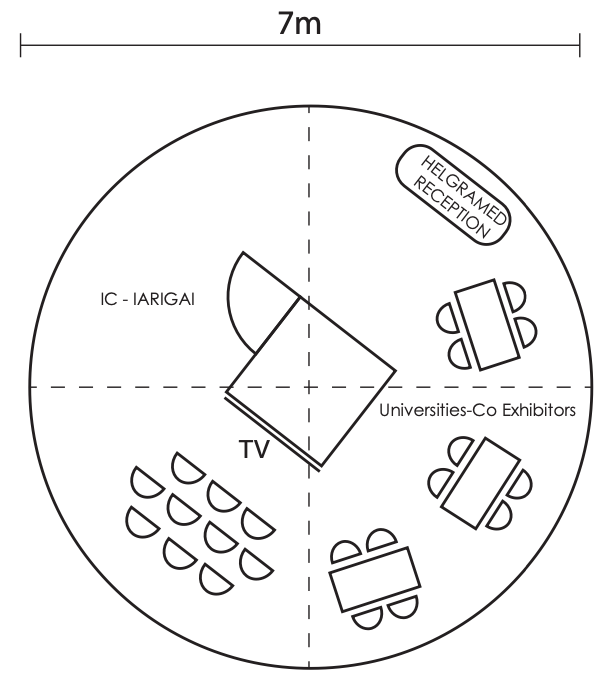 7m
HELGRAMED
RECEPTION
IC - IARIGAI
Universities-Co Exhibitors
TV